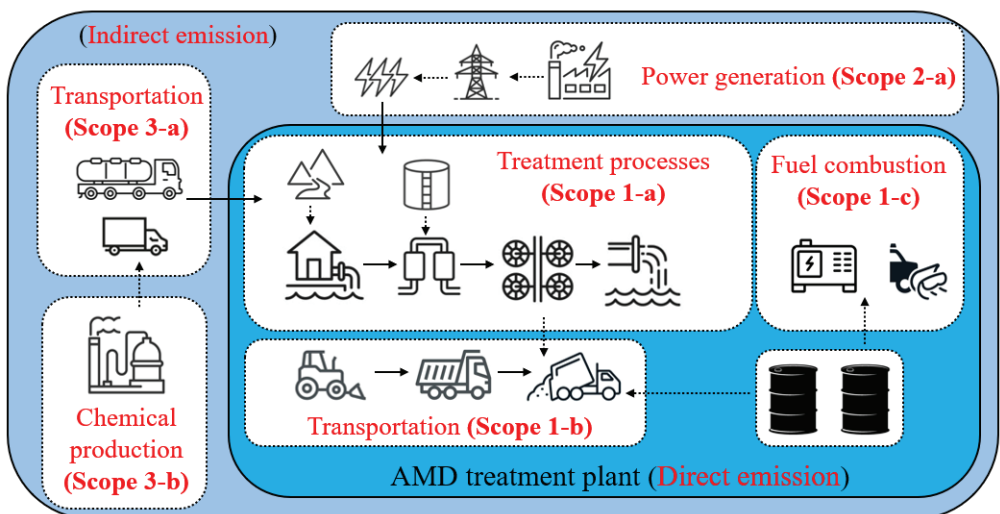 (Indirect emission)
Power generation (Scope 2-a)
Transportation
(Scope 3-a)
Treatment processes
(Scope 1-a)
Fuel combustion
(Scope 1-c)
Chemical
production
(Scope 3-b)
Transportation (Scope 1-b)
AMD treatment plant (Direct emission)